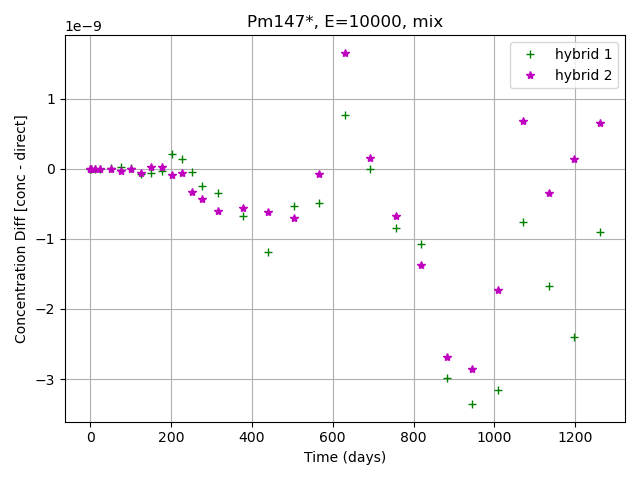 Pm147*, E=10000, mix
1e−9
hybrid 1
hybrid 2
1
0
−1
−2
−3
Concentration Diff [conc - direct]
0 200 400 600 800 1000 1200
Time (days)